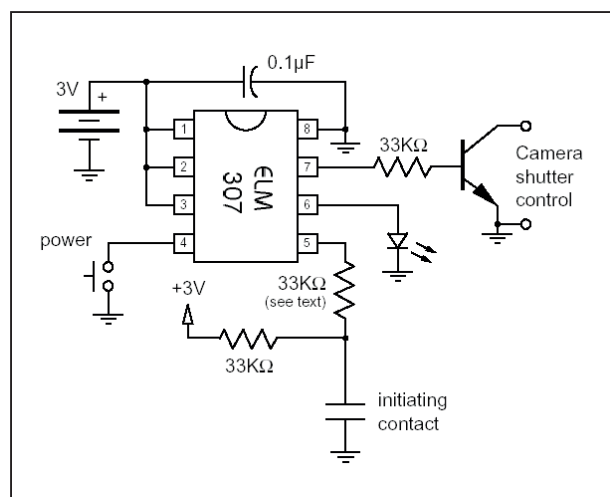 0.1µF
3V
+
1
8
33KΩ
2
7
ELM
307
Camera
shutter
control
3
6
power
4
5
+3V
33KΩ
(see text)
33KΩ
initiating
contact